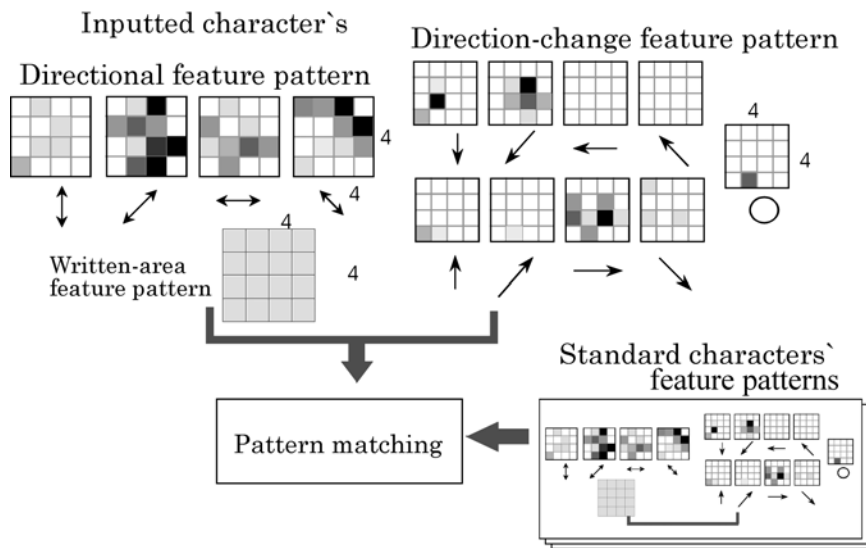 Inputted character`s
Directional feature pattern
4
4
4
Written-area
feature pattern
4
Direction-change feature pattern
4
4
Pattern matching
Standard characters`
feature patterns